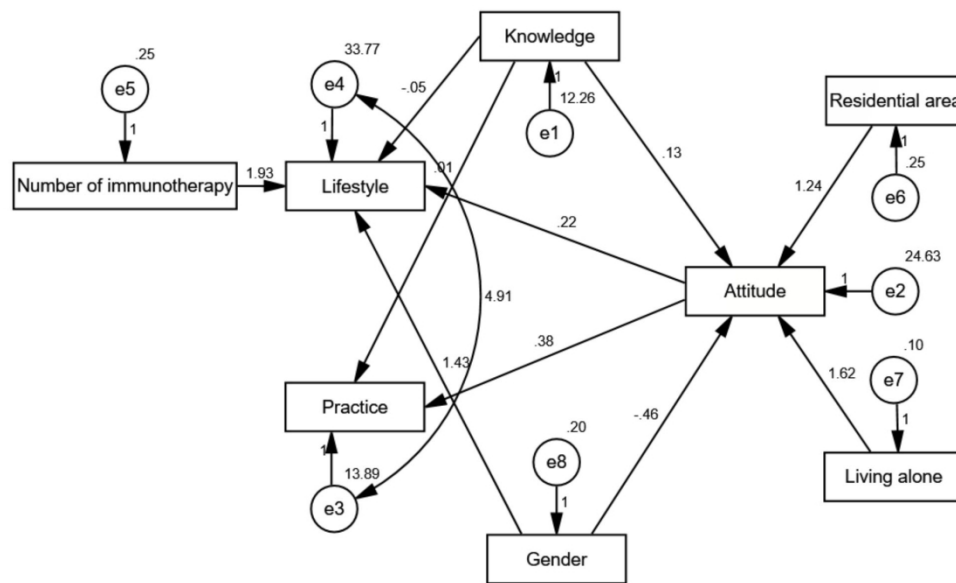 Knowledge
.25
33.77
e5
e4
1
12.26
e1
-.05
Residential area
1
1
1
.25
e6
.13
1.24
Number of immunotherapy
1.93
Lifestyle
.01
.22
24.63
Attitude
1
e2
4.91
.38
1.43
.10
e7
1.62
1
Practice
-.46
1
13.89
e3
.20
e8
1
Living alone
Gender